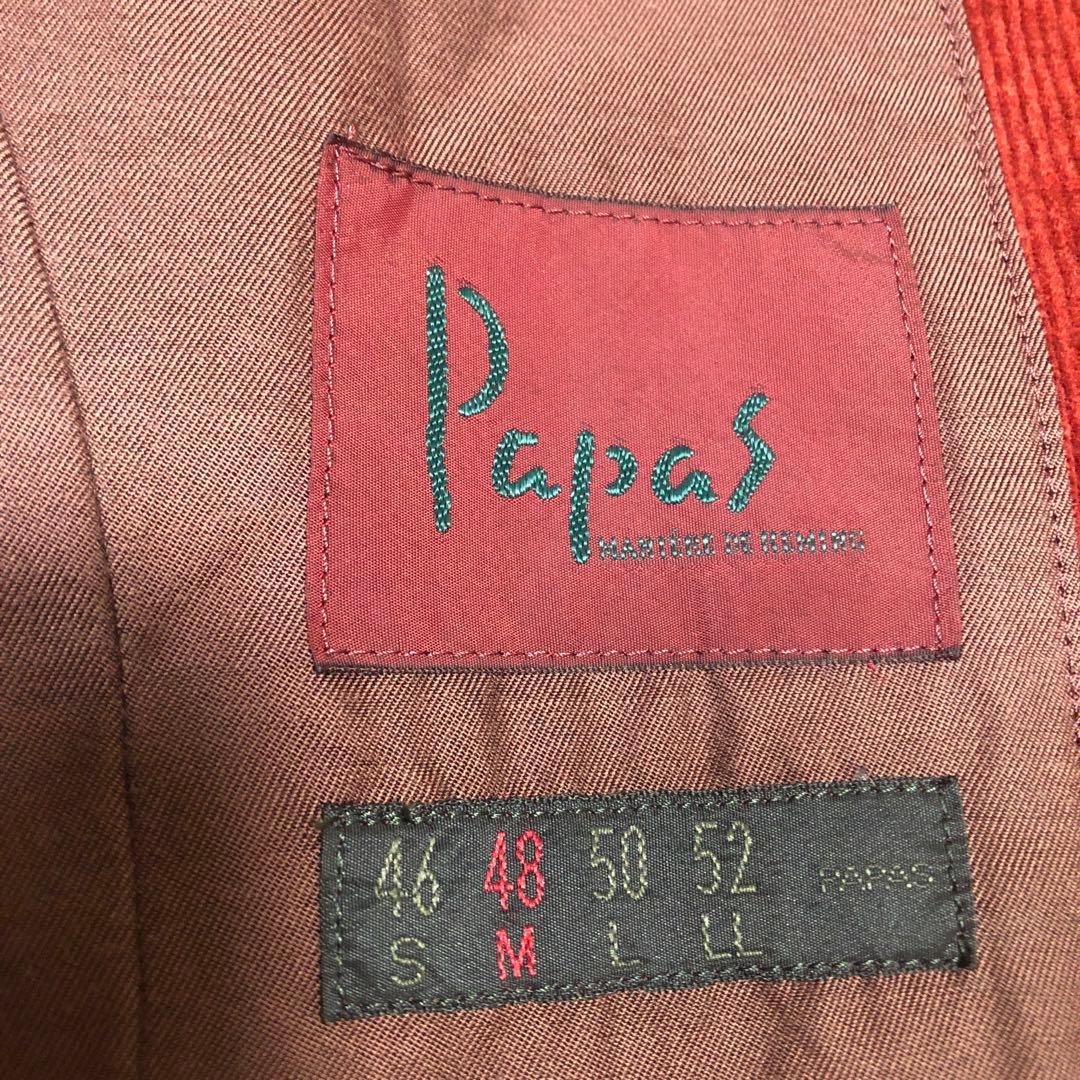 Papas
MANIÈRE DE HEMING
46 48 50 52 PAPAS
S M L LL